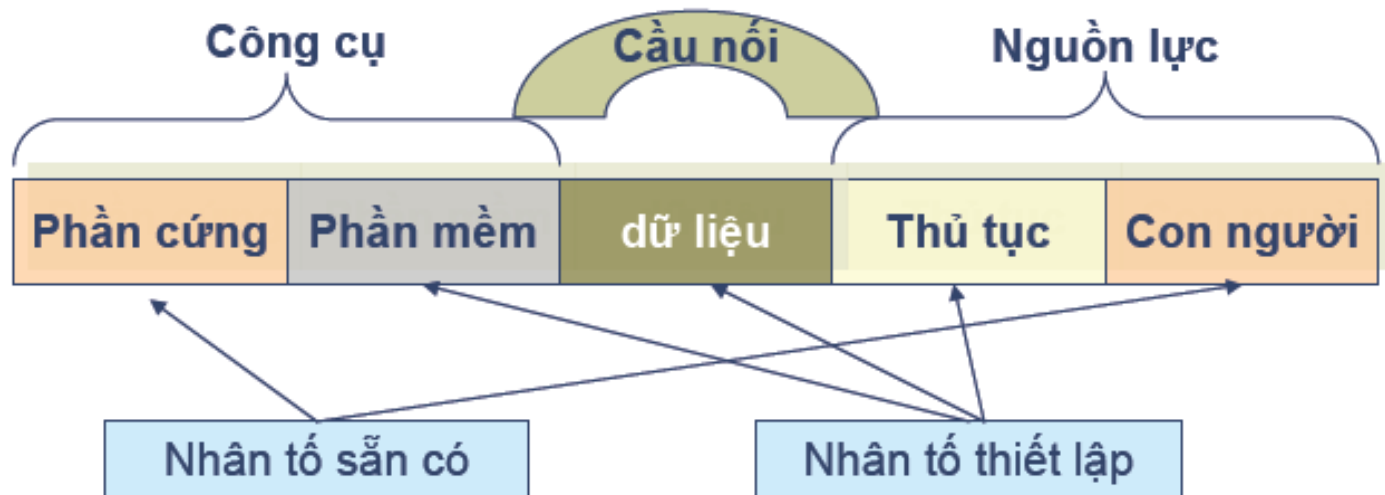 Công cụ
Cầu nối
Nguồn lực
Phần cứng
Phần mềm
dữ liệu
Thủ tục
Con người
Nhân tố sẵn có
Nhân tố thiết lập